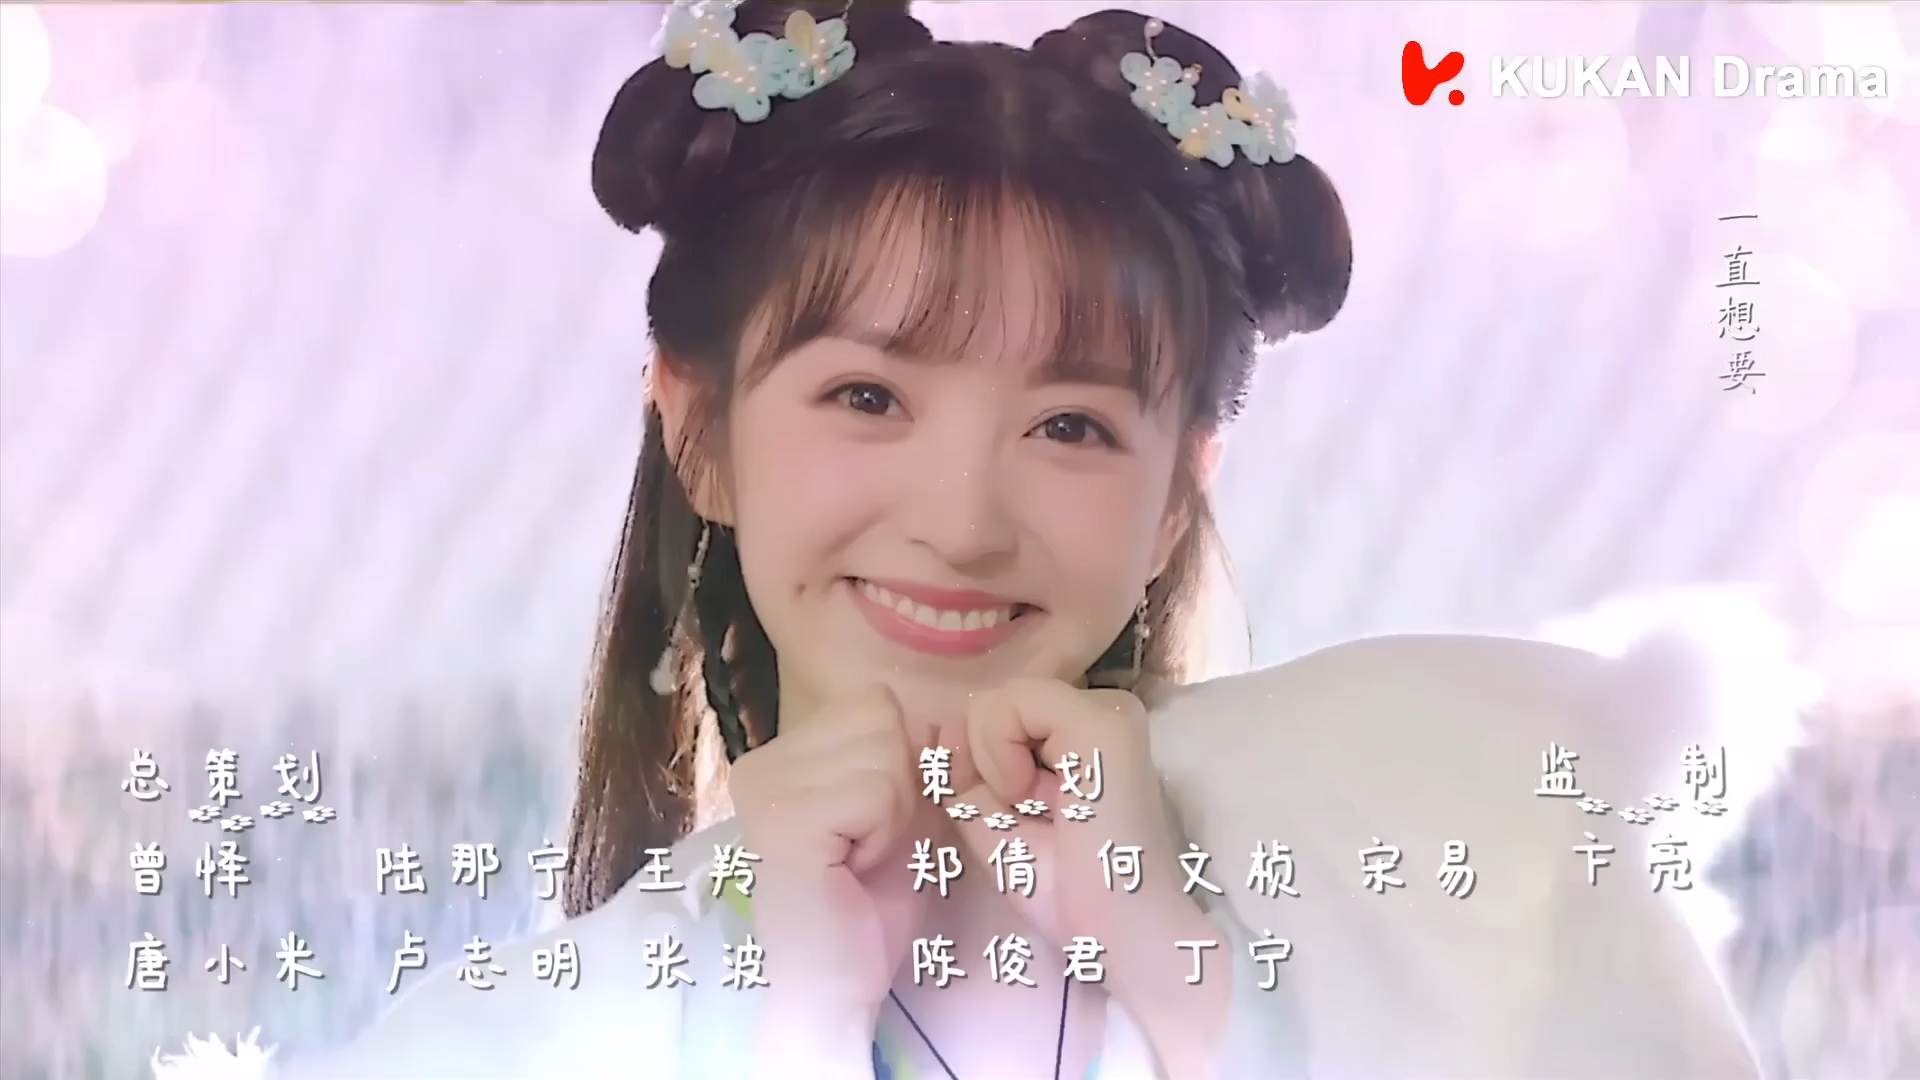 KUKAN Drama
一直想要
总策划 策划 监制
曾怿 陆那宁 王羚 郑倩 何文桢 宋易 卞亮
唐小米 卢志明 张波 陈俊君 丁宁